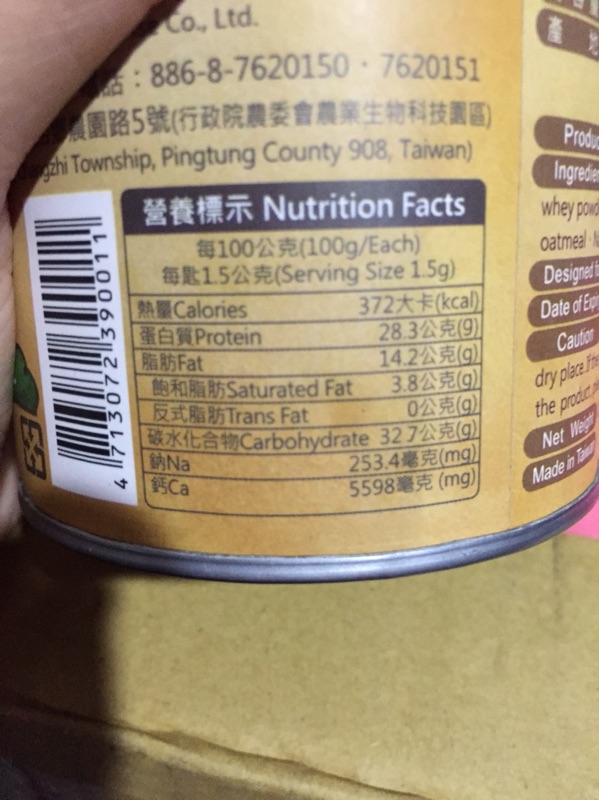 Co., Ltd.
話：886-8-7620150．7620151
農園路5號(行政院農委會農業生物科技園區)
Township, Pingtung County 908, Taiwan)
營養標示 Nutrition Facts
每100公克(100g/Each)
每匙1.5公克(Serving Size 1.5g)
熱量Calories 372大卡(kcal)
蛋白質Protein 28.3公克(g)
脂肪Fat 14.2公克(g)
飽和脂肪Saturated Fat 3.8公克(g)
反式脂肪Trans Fat 0公克(g)
碳水化合物Carbohydrate 32.7公克(g)
鈉Na 253.4毫克(mg)
鈣Ca 5598毫克(mg)
4 713072 390011
產 地
whey
oatmeal
Designed
Date of
Caution
dry place.
the product
Net Weight
Made in Taiwan